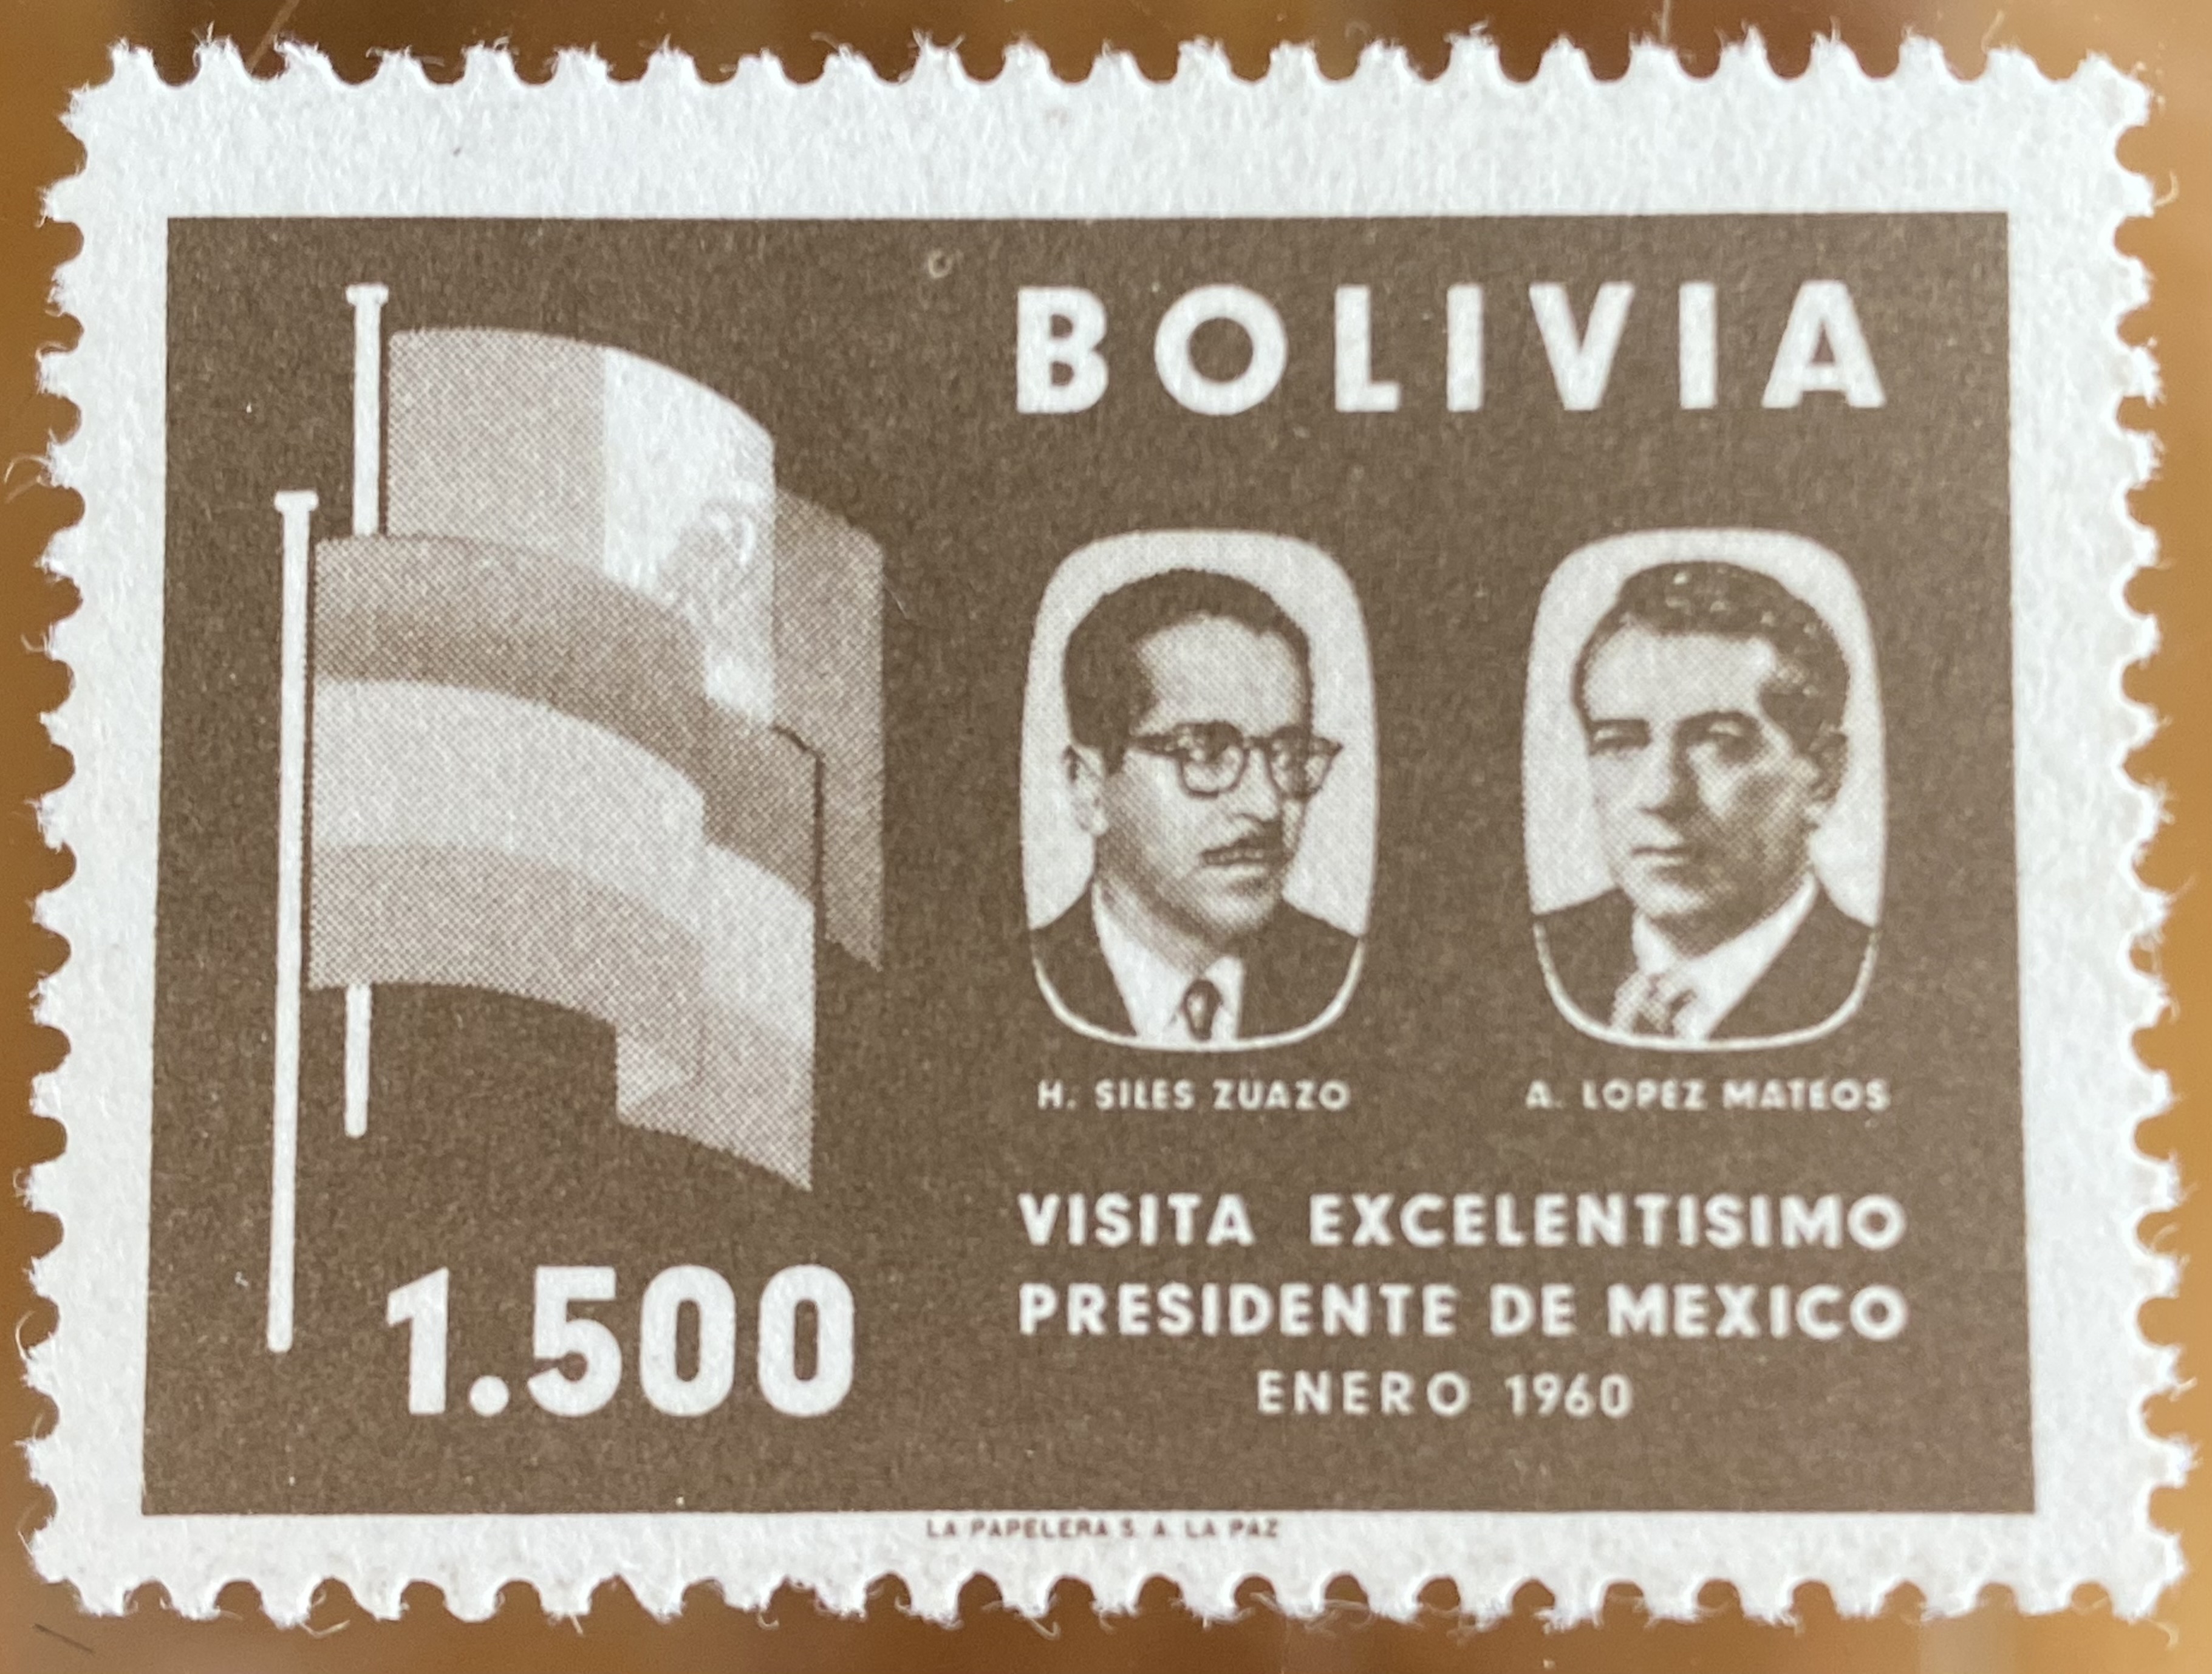 BOLIVIA
H. SILES ZUAZO
A. LOPEZ MATEOS
VISITA EXCELENTISIMO
PRESIDENTE DE MEXICO
ENERO 1960
1.500
LA PAPELERA S. A. LA PAZ